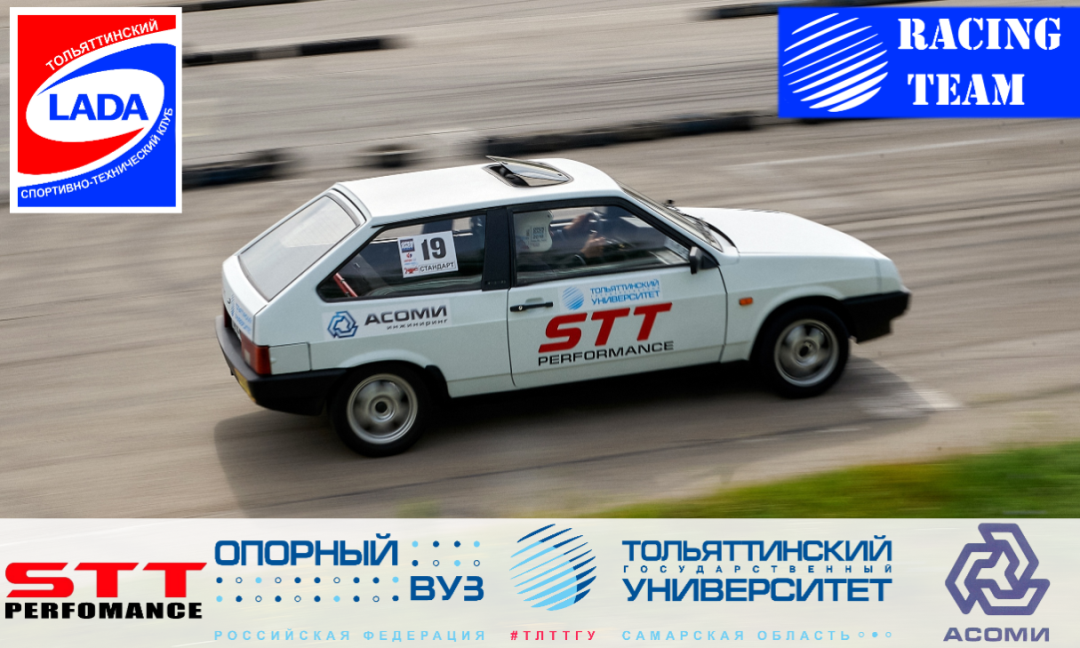 ТОЛЬЯТТИНСКИЙ
LADA
СПОРТИВНО-ТЕХНИЧЕСКИЙ КЛУБ
RACING
TEAM
19
СТАНДАРТ
АСОМИ
инжиниринг
ТОЛЬЯТТИНСКИЙ
УНИВЕРСИТЕТ
STT
PERFORMANCE
STT
PERFOMANCE
ОПОРНЫЙ
ВУЗ
РОССИЙСКАЯ ФЕДЕРАЦИЯ
#ТЛТТГУ
САМАРСКАЯ ОБЛАСТЬ
ТОЛЬЯТТИНСКИЙ
ГОСУДАРСТВЕННЫЙ
УНИВЕРСИТЕТ
АСОМИ